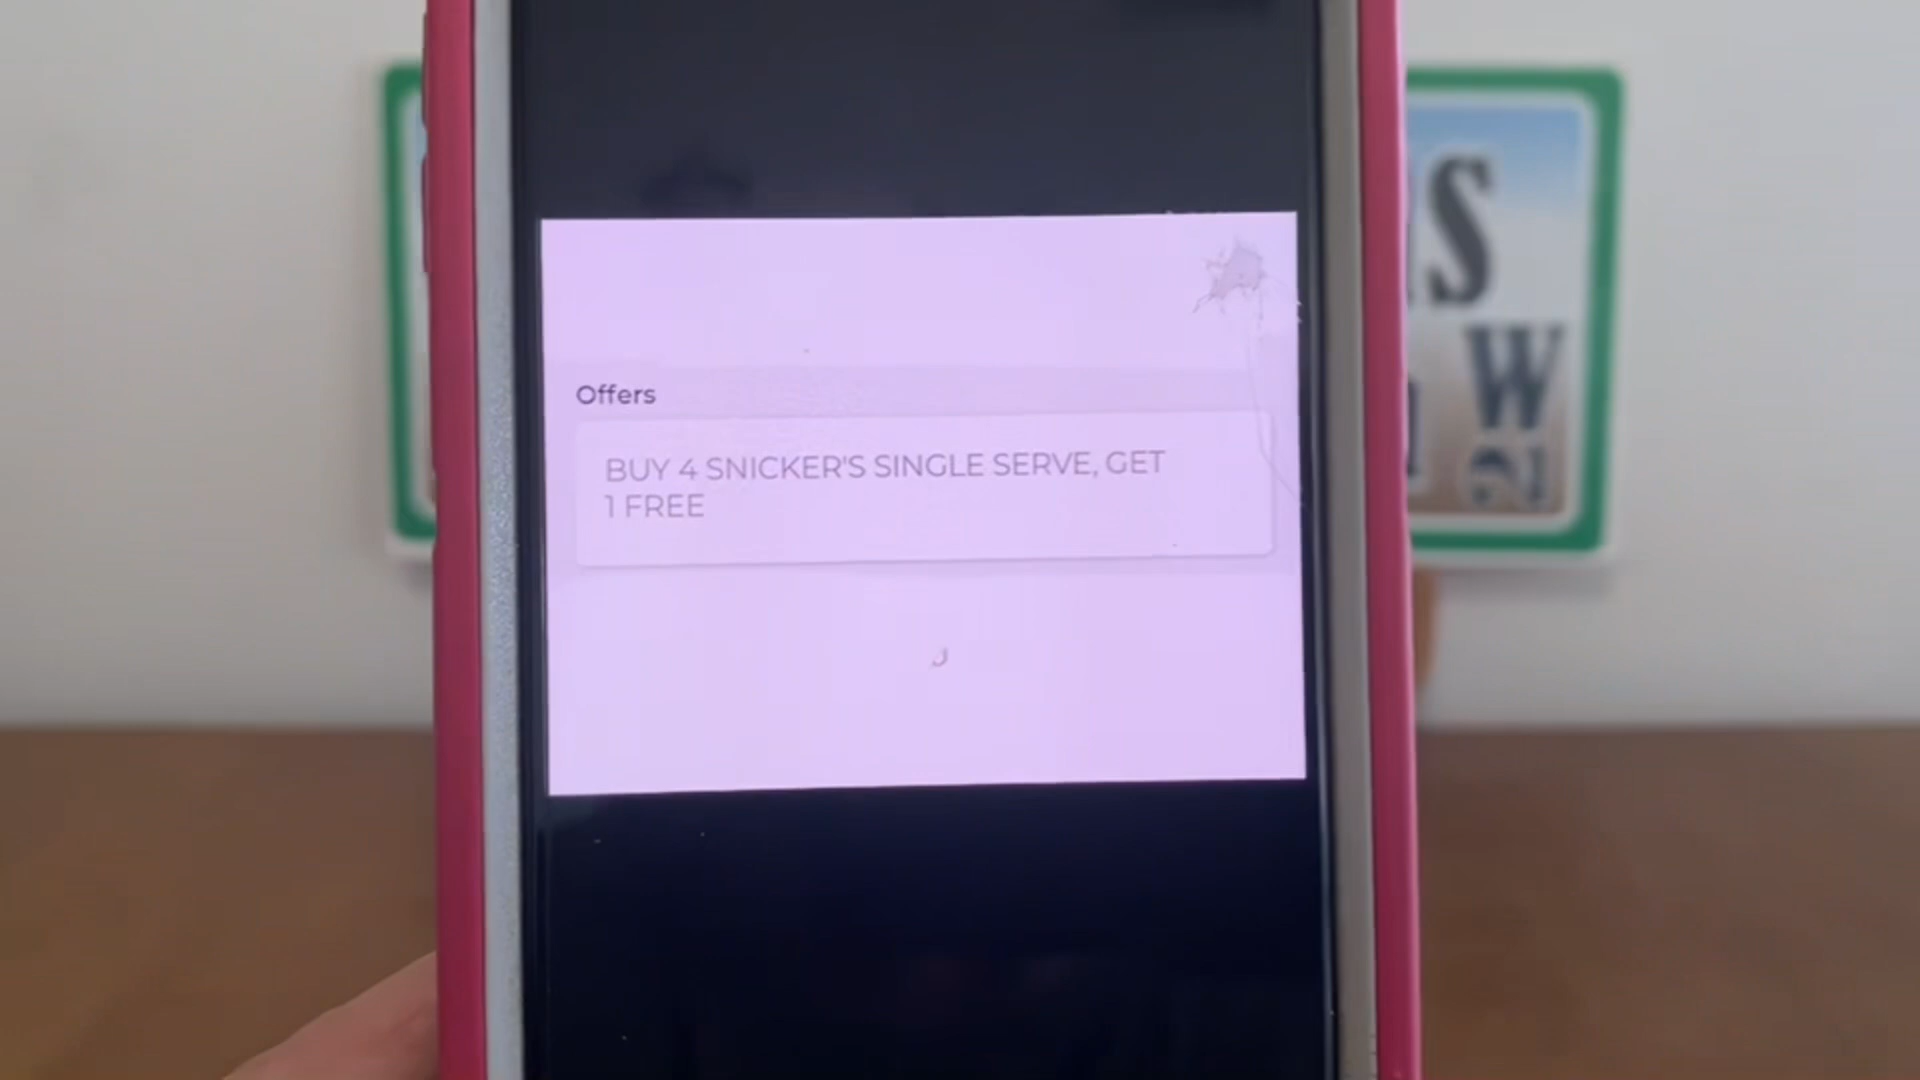 Offers
BUY 4 SNICKER'S SINGLE SERVE, GET
1 FREE
S
W